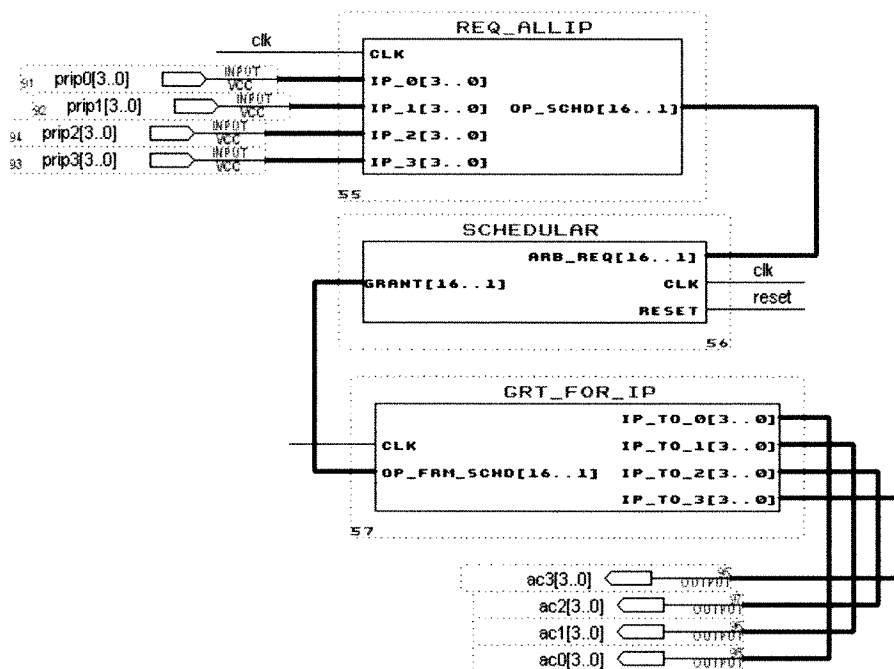 REQ_ALLIP
clk
CLK
91 prip0[3..0] INPUT VCC IP_0[3..0]
92 prip1[3..0] INPUT VCC IP_1[3..0] OP_SCHD[16..1]
94 prip2[3..0] INPUT VCC IP_2[3..0]
93 prip3[3..0] INPUT VCC IP_3[3..0]
55
SCHEDULAR
ARB_REQ[16..1]
GRANT[16..1] CLK clk
RESET reset
56
GRT_FOR_IP
IP_TO_0[3..0]
CLK IP_TO_1[3..0]
OP_FRM_SCHD[16..1] IP_TO_2[3..0]
IP_TO_3[3..0]
57
ac3[3..0] OUTPUT
ac2[3..0] OUTPUT
ac1[3..0] OUTPUT
ac0[3..0] OUTPUT